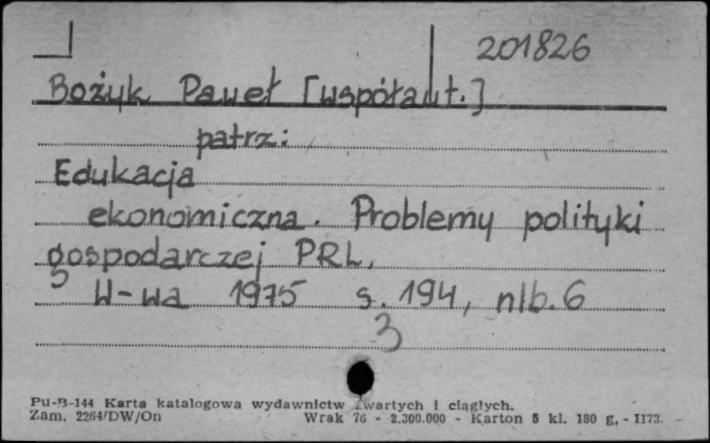 201826
Bożyk Paweł [współaut.]
patrz:
Edukacja
ekonomiczna. Problemy polityki
gospodarczej PRL,
W-wa 1975 s. 194, nlb. 6
3
Pu-B-144 Karta katalogowa wydawnictw zwartych i ciągłych.
Zam. 2264/DW/On Wrak 76 - 2.300.000 - Karton 5 kl. 180 g, - II73.